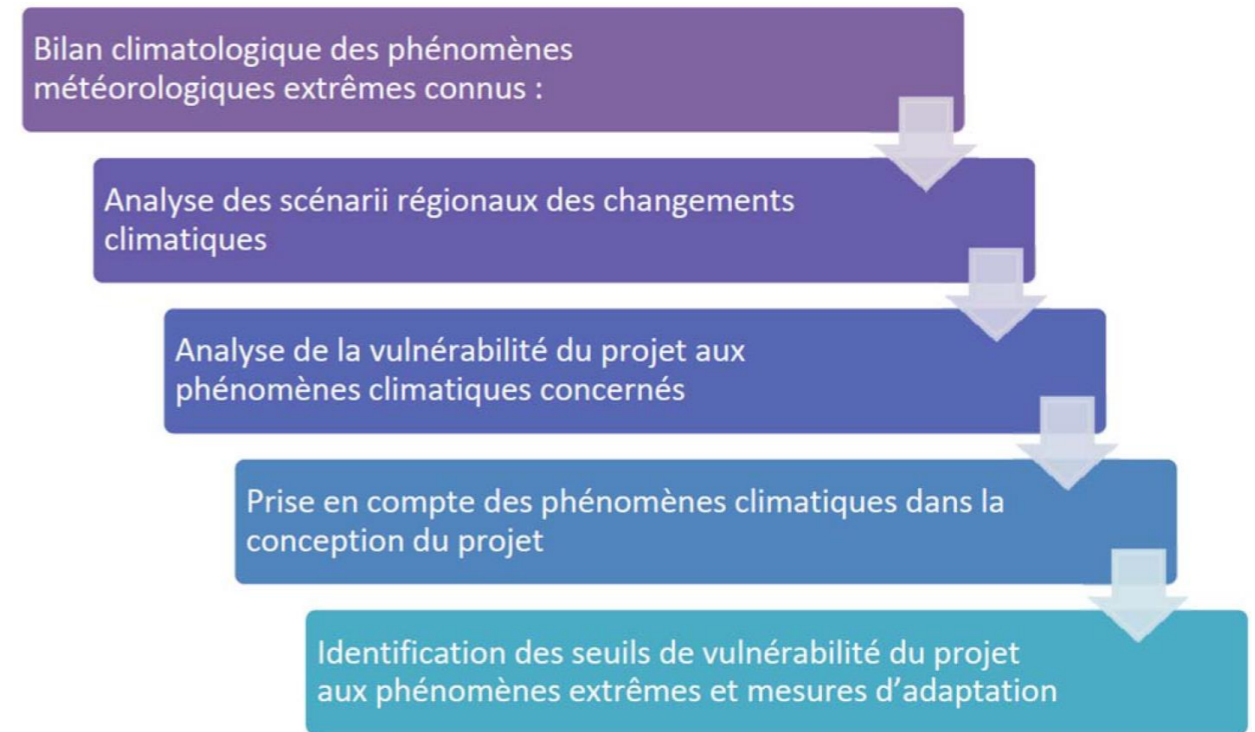 Bilan climatologique des phénomènes
météorologiques extrêmes connus :
Analyse des scénarii régionaux des changements
climatiques
Analyse de la vulnérabilité du projet aux
phénomènes climatiques concernés
Prise en compte des phénomènes climatiques dans la
conception du projet
Identification des seuils de vulnérabilité du projet
aux phénomènes extrêmes et mesures d’adaptation